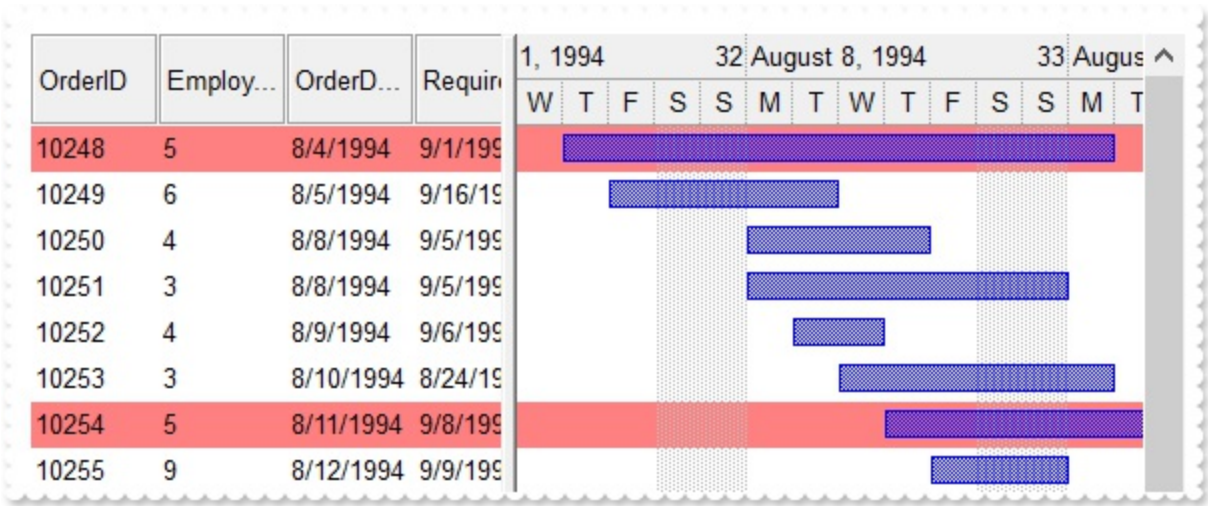 OrderID Employ... OrderD... Require 1, 1994 32 August 8, 1994 33 Augus
W T F S S M T W T F S S M T
10248 5 8/4/1994 9/1/199
10249 6 8/5/1994 9/16/19
10250 4 8/8/1994 9/5/199
10251 3 8/8/1994 9/5/199
10252 4 8/9/1994 9/6/199
10253 3 8/10/1994 8/24/19
10254 5 8/11/1994 9/8/199
10255 9 8/12/1994 9/9/199